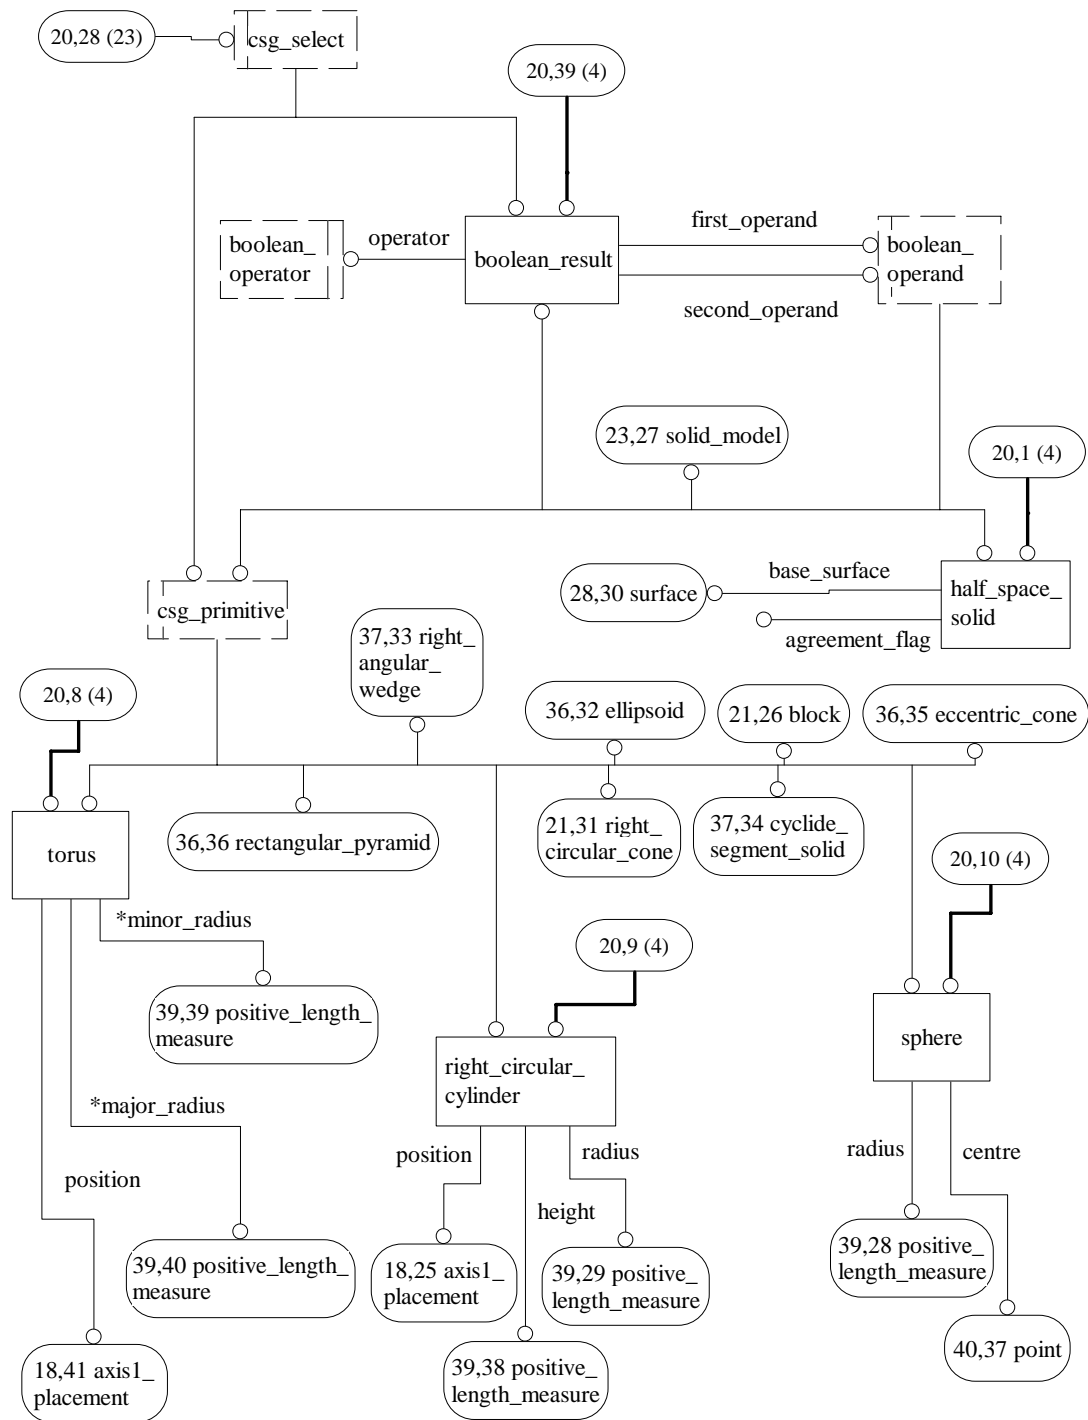 20,28 (23)
csg_select
20,39 (4)
boolean_
operator
operator
boolean_result
first_operand
second_operand
boolean_
operand
23,27 solid_model
20,1 (4)
csg_primitive
28,30 surface
base_surface
agreement_flag
half_space_
solid
37,33 right_
angular_
wedge
20,8 (4)
36,32 ellipsoid
21,26 block
36,35 eccentric_cone
torus
36,36 rectangular_pyramid
21,31 right_
circular_cone
37,34 cyclide_
segment_solid
20,10 (4)
*minor_radius
20,9 (4)
39,39 positive_length_
measure
right_circular_
cylinder
sphere
*major_radius
position
position
radius
height
radius
centre
39,40 positive_length_
measure
18,25 axis1_
placement
39,29 positive_
length_measure
39,28 positive_
length_measure
18,41 axis1_
placement
39,38 positive_
length_measure
40,37 point